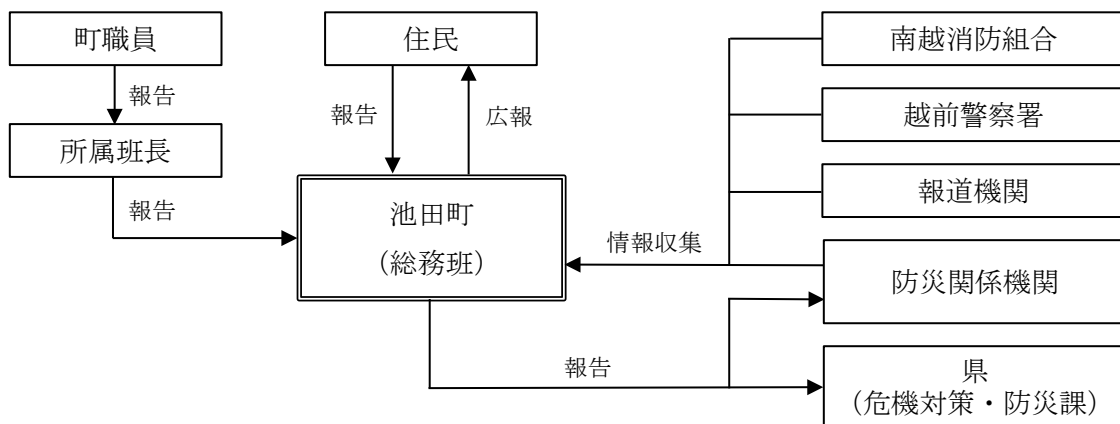 町職員
住民
南越消防組合
報告
報告
広報
越前警察署
所属班長
報告
報道機関
池田町
（総務班）
情報収集
防災関係機関
報告
県
（危機対策・防災課）